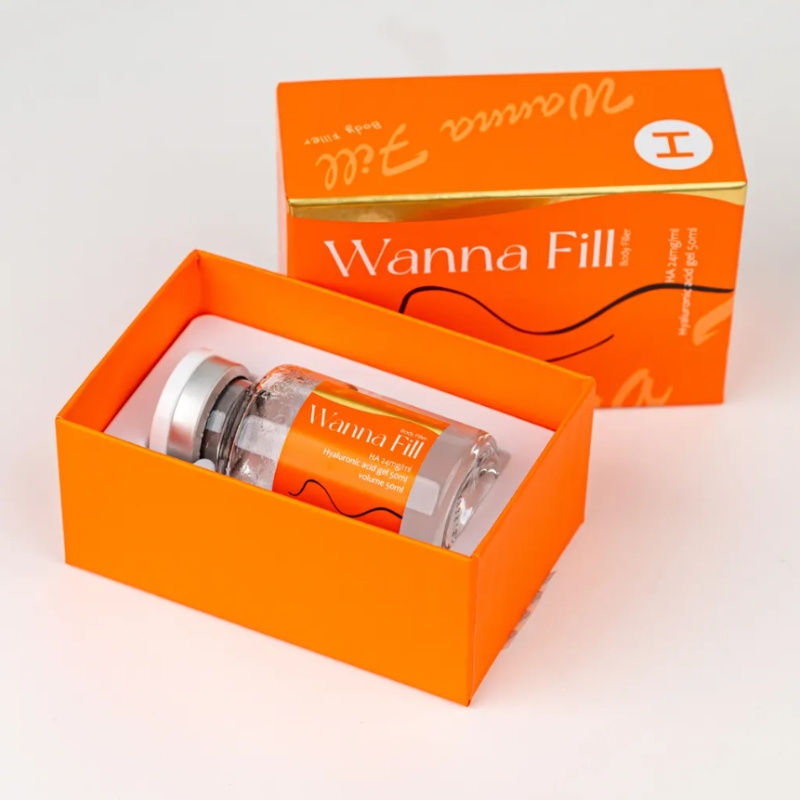 Wanna
Fill
Body Filler
H
Wanna Fill
Body Filler
HA 24mg/ml
Hyaluronic acid gel 50ml
Wanna Fill
Body Filler
HA 24mg/ml
Hyaluronic acid gel 50ml
volume 50ml